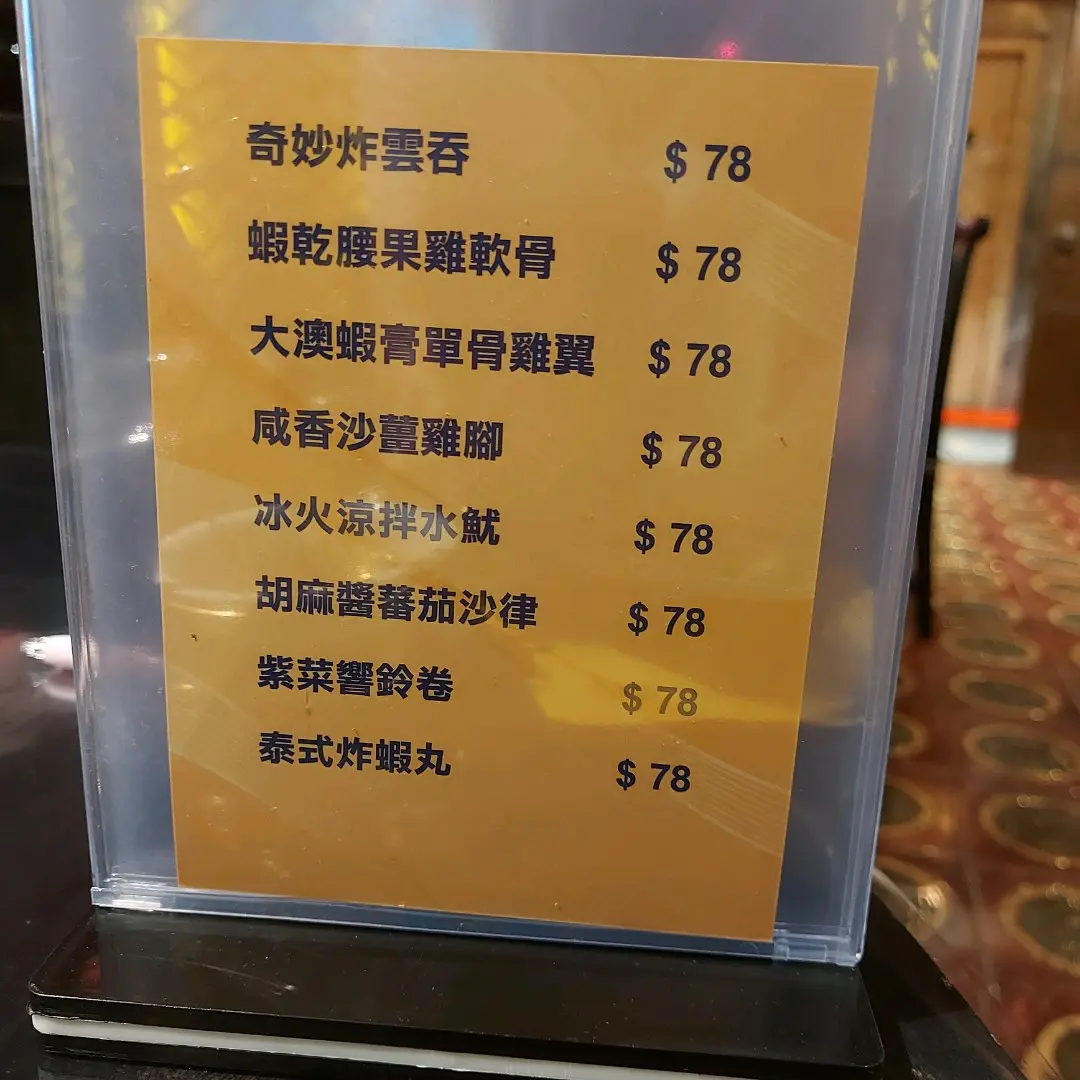 奇妙炸雲吞 $ 78
蝦乾腰果雞軟骨 $ 78
大澳蝦膏單骨雞翼 $ 78
咸香沙薑雞腳 $ 78
冰火涼拌水魷 $ 78
胡麻醬蕃茄沙律 $ 78
紫菜響鈴卷 $ 78
泰式炸蝦丸 $ 78